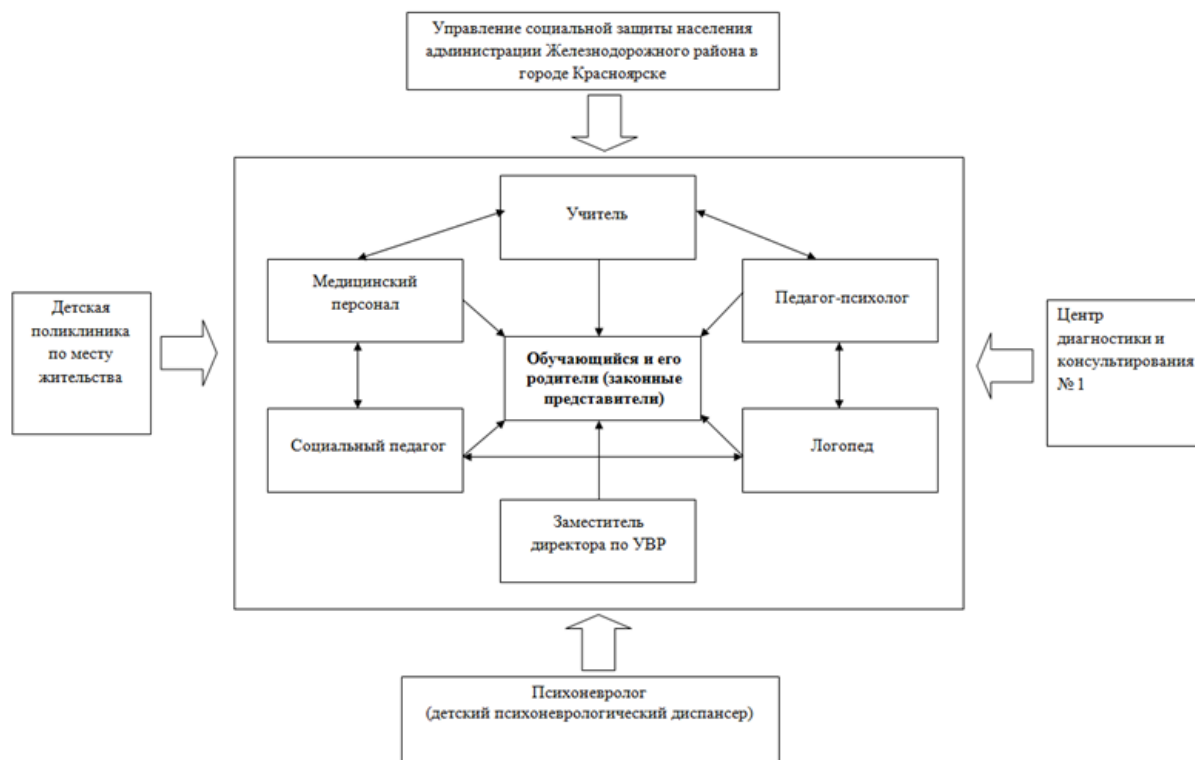 Управление социальной защиты населения
администрации Железнодорожного района в
городе Красноярске
Учитель
Медицинский
персонал
Педагог-психолог
Детская
поликлиника
по месту
жительства
Обучающийся и его
родители (законные
представители)
Центр
диагностики и
консультирования
№ 1
Социальный педагог
Логопед
Заместитель
директора по УВР
Психоневролог
(детский психоневрологический диспансер)